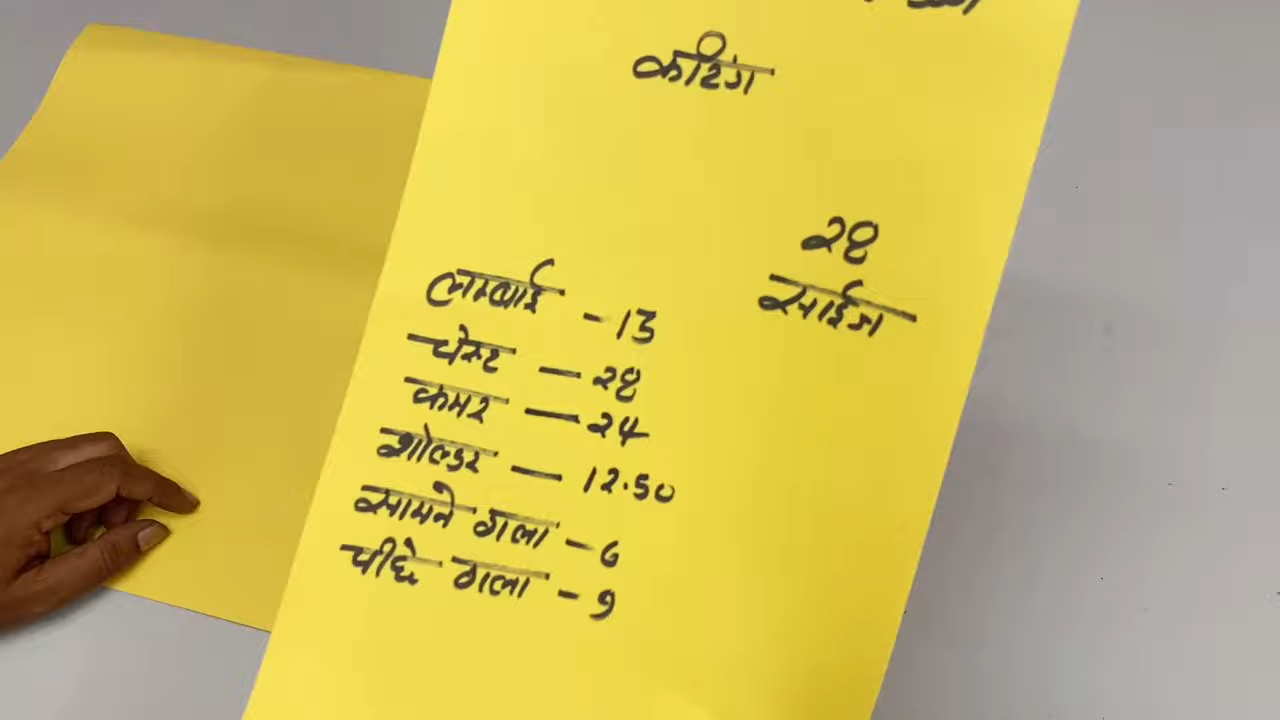 कटिंग
28
साईज
लम्बाई - 13
चेस्ट - 28
कमर - 24
शोल्डर - 12.50
सामने गला - 6
पीछे गला - 9